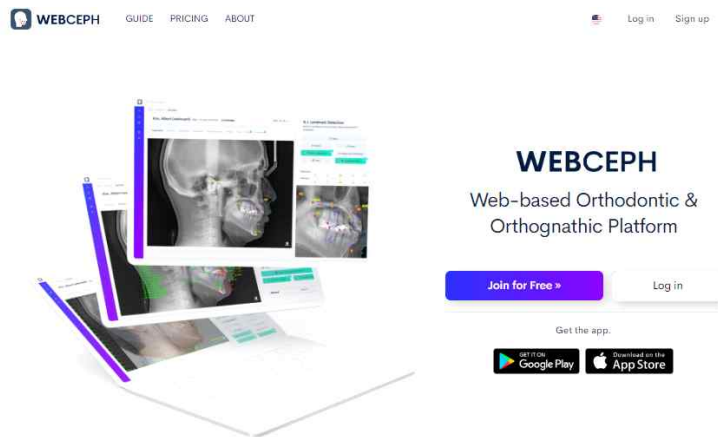 WEBCEPH
GUIDE
PRICING
ABOUT
Log in
Sign up
WEBCEPH
Web-based Orthodontic &
Orthognathic Platform
Join for Free »
Log in
Get the app.
GET IT ON
Google Play
Download on the
App Store